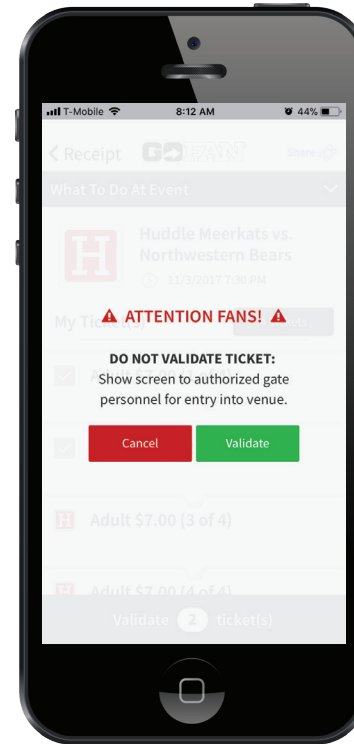 T-Mobile 8:12 AM 44%
Receipt GOFAN Share
What To Do At Event
H Huddle Meerkats vs.
Northwestern Bears
11/3/2017 7:30 PM
ATTENTION FANS!
My Ticket(s)
DO NOT VALIDATE TICKET:
Show screen to authorized gate
personnel for entry into venue.
Cancel Validate
H Adult $7.00 (3 of 4)
H Adult $7.00 (4 of 4)
Validate 2 ticket(s)